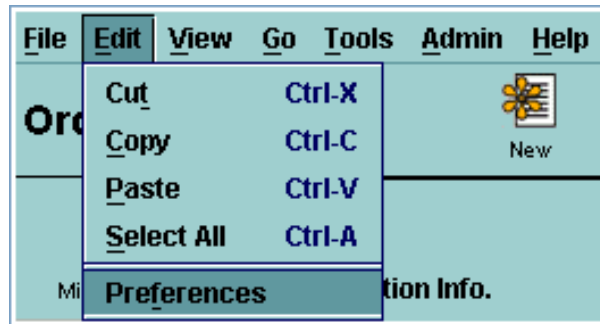 File Edit View Go Tools Admin Help
Cut Ctrl-X
Copy Ctrl-C
New
Paste Ctrl-V
Select All Ctrl-A
Preferences
Info.